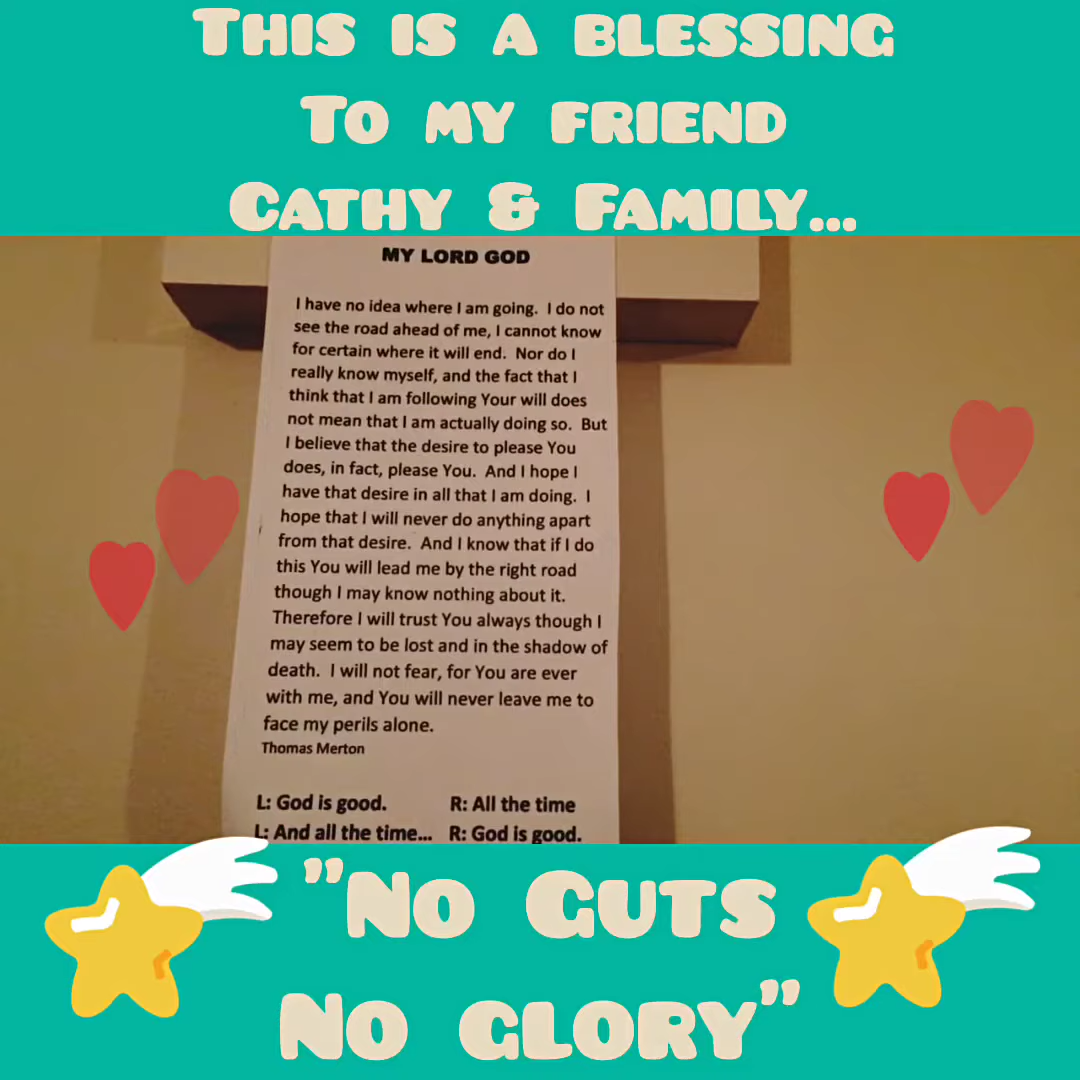 This is a blessing
To my friend
Cathy & Family...
MY LORD GOD
I have no idea where I am going. I do not
see the road ahead of me, I cannot know
for certain where it will end. Nor do I
really know myself, and the fact that I
think that I am following Your will does
not mean that I am actually doing so. But
I believe that the desire to please You
does, in fact, please You. And I hope I
have that desire in all that I am doing. I
hope that I will never do anything apart
from that desire. And I know that if I do
this You will lead me by the right road
though I may know nothing about it.
Therefore I will trust You always though I
may seem to be lost and in the shadow of
death. I will not fear, for You are ever
with me, and You will never leave me to
face my perils alone.
Thomas Merton
L: God is good. R: All the time
L: And all the time... R: God is good.
"No Guts
No glory"